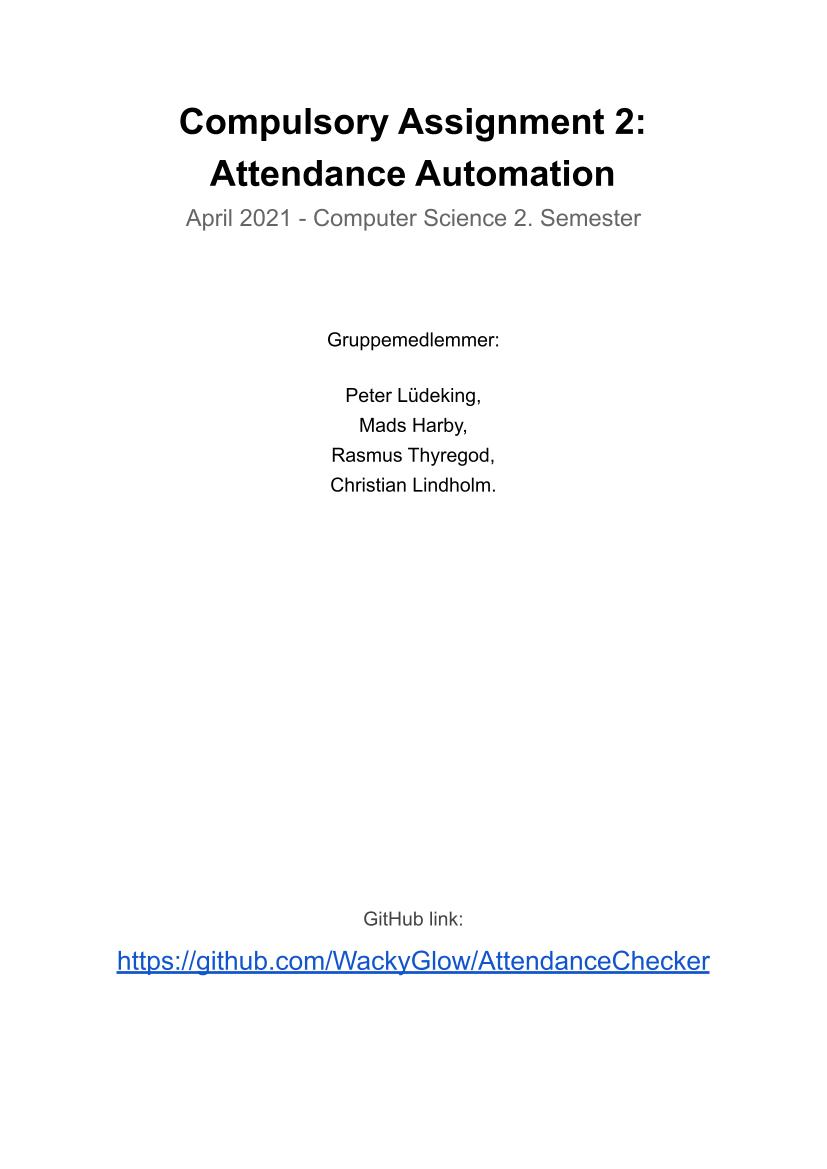 Compulsory Assignment 2:
Attendance Automation
April 2021 - Computer Science 2. Semester
Gruppemedlemmer:
Peter Lüdeking,
Mads Harby,
Rasmus Thyregod,
Christian Lindholm.
GitHub link:
https://github.com/WackyGlow/AttendanceChecker